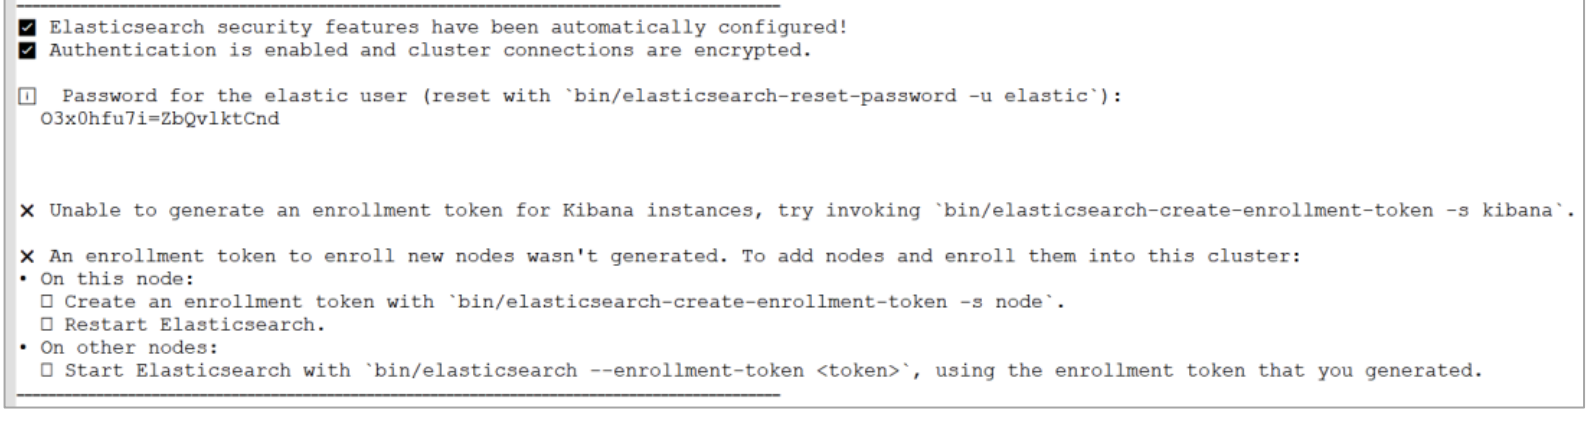 ☑ Elasticsearch security features have been automatically configured!
☑ Authentication is enabled and cluster connections are encrypted.
ℹ Password for the elastic user (reset with `bin/elasticsearch-reset-password -u elastic`):
O3x0hfu7i=ZbQvlktCnd
❌ Unable to generate an enrollment token for Kibana instances, try invoking `bin/elasticsearch-create-enrollment-token -s kibana`.
❌ An enrollment token to enroll new nodes wasn't generated. To add nodes and enroll them into this cluster:
• On this node:
□ Create an enrollment token with `bin/elasticsearch-create-enrollment-token -s node`.
□ Restart Elasticsearch.
• On other nodes:
□ Start Elasticsearch with `bin/elasticsearch --enrollment-token <token>`, using the enrollment token that you generated.